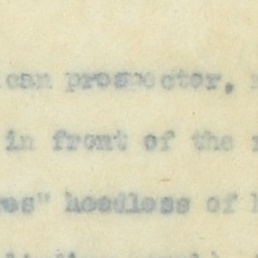 can prospector,
in front of the
es" heedless of